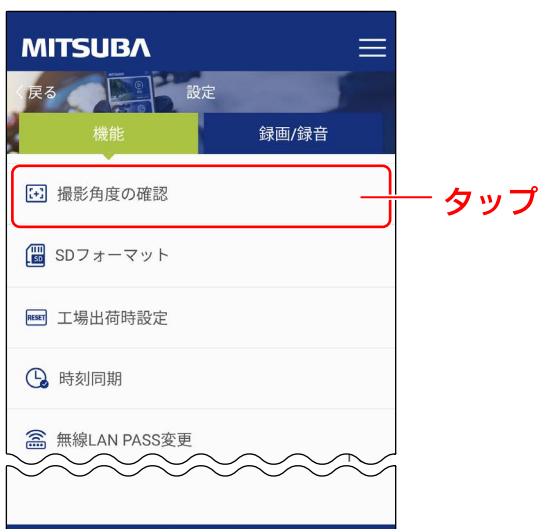 MITSUBA
戻る
設定
機能
録画/録音
撮影角度の確認
タップ
SD
SDフォーマット
RESET
工場出荷時設定
時刻同期
無線LAN PASS変更